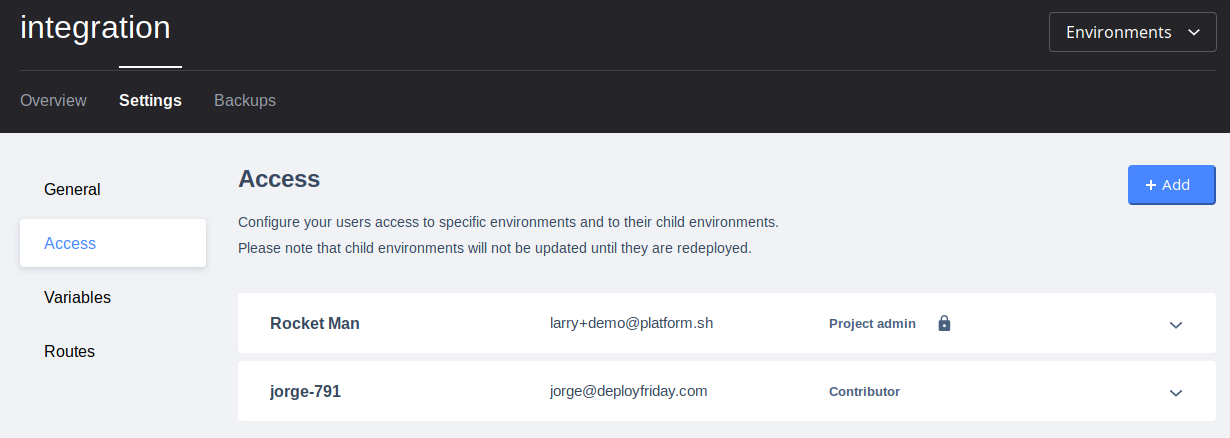 integration
Environments
Overview
Settings
Backups
General
Access
Variables
Routes
Access
+ Add
Configure your users access to specific environments and to their child environments.
Please note that child environments will not be updated until they are redeployed.
Rocket Man larry+demo@platform.sh Project admin
jorge-791 jorge@deployfriday.com Contributor